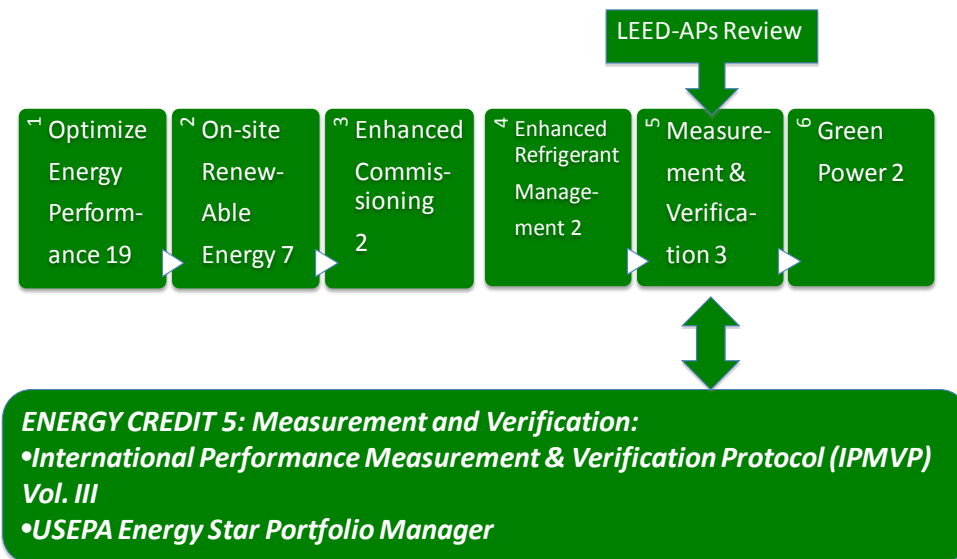 LEED-APs Review
1 Optimize
Energy
Perform-
ance 19
2 On-site
Renew-
Able
Energy 7
3 Enhanced
Commis-
sioning
2
4 Enhanced
Refrigerant
Manage-
ment 2
5 Measure-
ment &
Verifica-
tion 3
6 Green
Power 2
ENERGY CREDIT 5: Measurement and Verification:
•International Performance Measurement & Verification Protocol (IPMVP)
Vol. III
•USEPA Energy Star Portfolio Manager